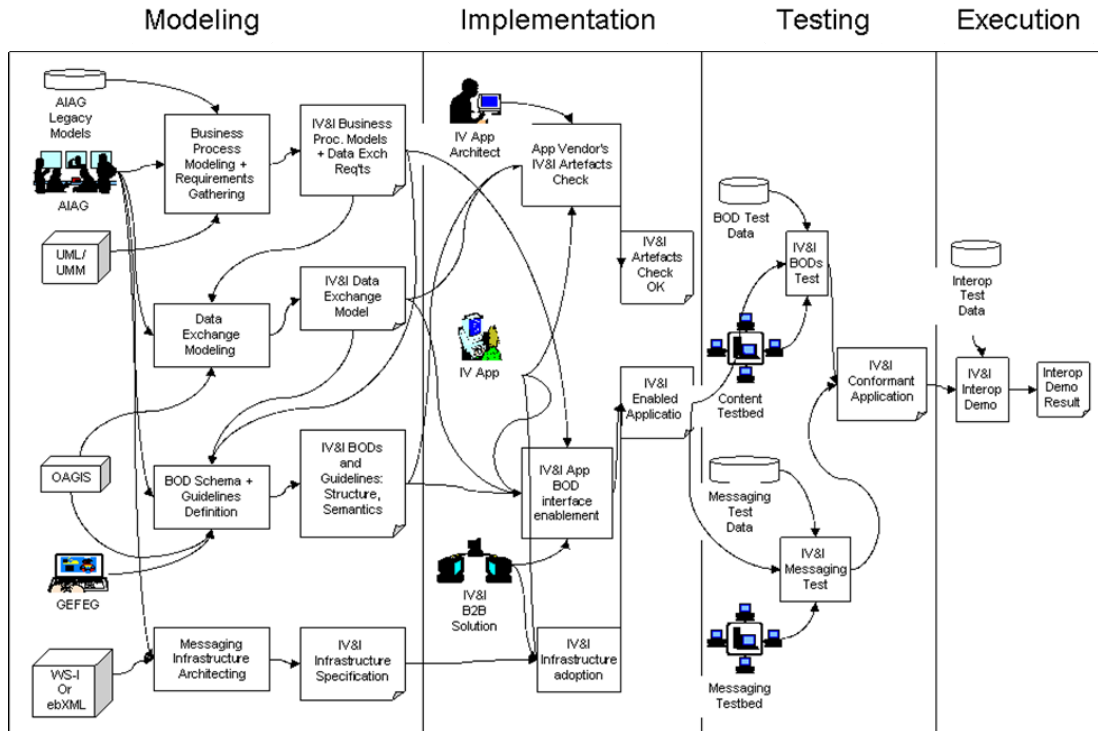 Modeling
Implementation
Testing
Execution
AIAG
Legacy
Models
AIAG
UML/
UMM
OAGIS
GEFEG
WS-I
Or
ebXML
Business
Process
Modeling +
Requirements
Gathering
IV&I Business
Proc. Models
+ Data Exch
Req'ts
Data
Exchange
Modeling
IV&I Data
Exchange
Model
BOD Schema +
Guidelines
Definition
IV&I BODs
and
Guidelines:
Structure,
Semantics
Messaging
Infrastructure
Architecting
IV&I
Infrastructure
Specification
IV App
Architect
App Vendor's
IV&I Artefacts
Check
IV&I
Artefacts
Check
OK
IV App
IV&I
Enabled
Applicatio
IV&I App
BOD
interface
enablement
IV&I
B2B
Solution
IV&I
Infrastructure
adoption
BOD Test
Data
IV&I
BODs
Test
Content
Testbed
IV&I
Conformant
Application
Messaging
Test
Data
IV&I
Messaging
Test
Messaging
Testbed
Interop
Test
Data
IV&I
Interop
Demo
Interop
Demo
Result